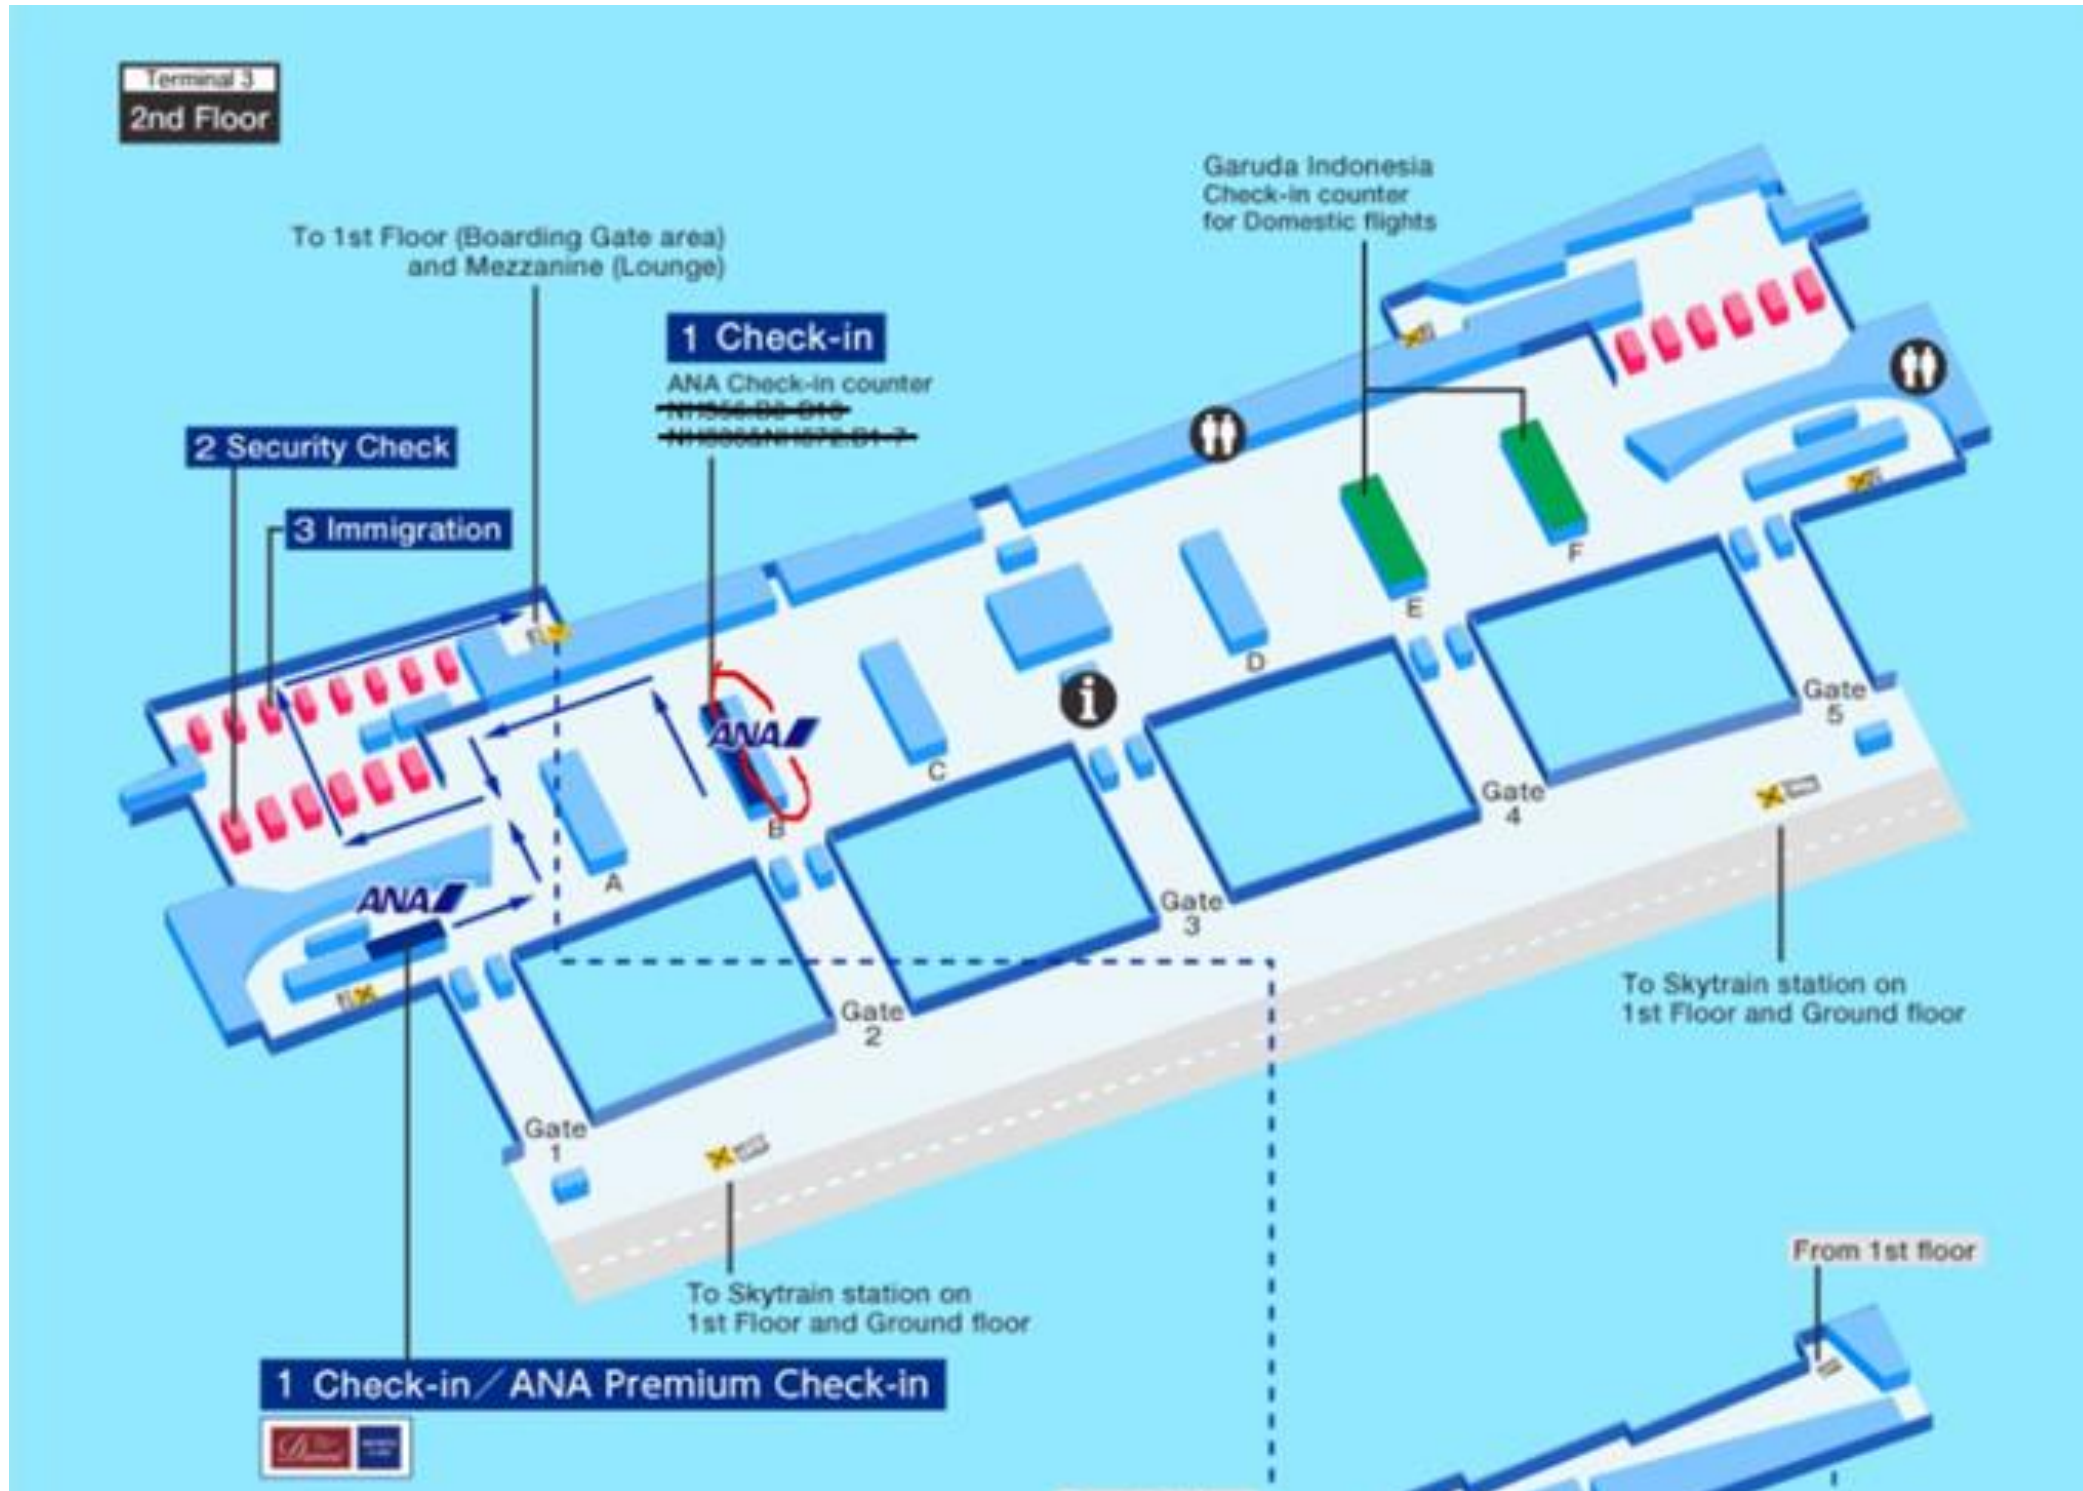 Terminal 3
2nd Floor
Garuda Indonesia
Check-in counter
for Domestic flights
To 1st Floor (Boarding Gate area)
and Mezzanine (Lounge)
1 Check-in
ANA Check-in counter
2 Security Check
3 Immigration
F
E
D
i
Gate
5
ANA
C
Gate
4
B
A
ANA
Gate
3
To Skytrain station on
1st Floor and Ground floor
Gate
2
Gate
1
From 1st floor
To Skytrain station on
1st Floor and Ground floor
1 Check-in/ANA Premium Check-in